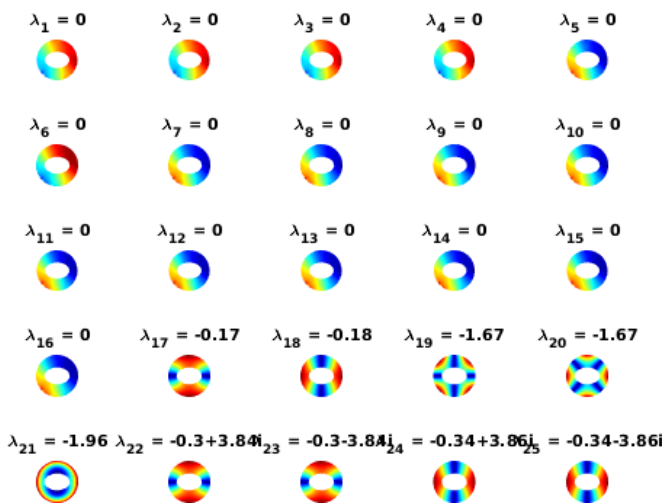 λ1 = 0 λ2 = 0 λ3 = 0 λ4 = 0 λ5 = 0
λ6 = 0 λ7 = 0 λ8 = 0 λ9 = 0 λ10 = 0
λ11 = 0 λ12 = 0 λ13 = 0 λ14 = 0 λ15 = 0
λ16 = 0 λ17 = -0.17 λ18 = -0.18 λ19 = -1.67 λ20 = -1.67
λ21 = -1.96 λ22 = -0.3+3.84i λ23 = -0.3-3.84i λ24 = -0.34+3.86i λ25 = -0.34-3.86i